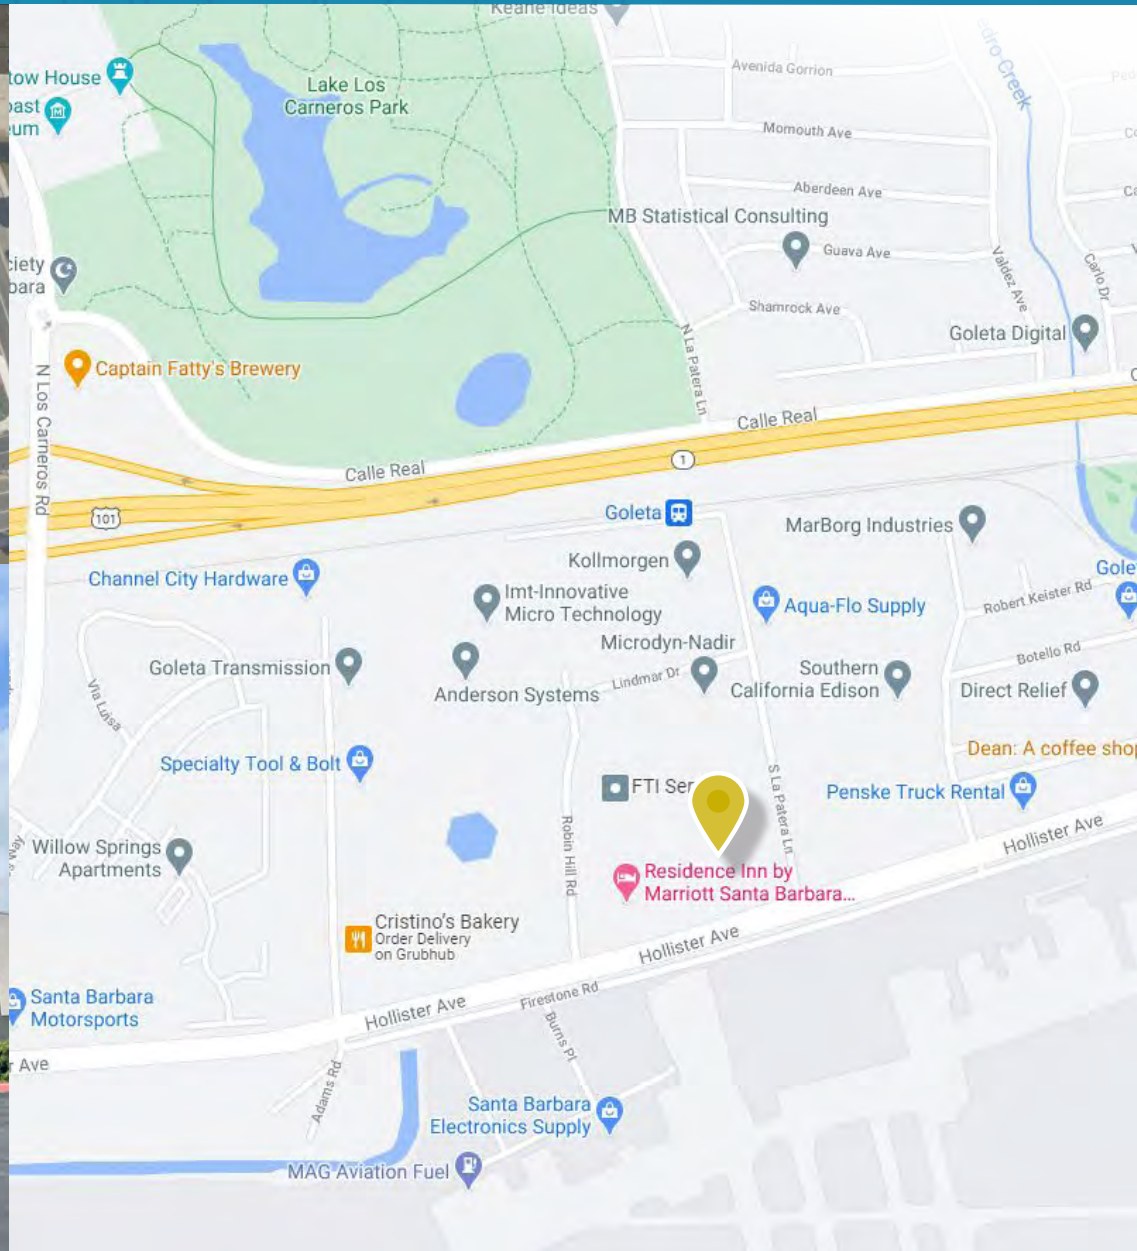 Keane Ideas
tow House
Lake Los
Carneros Park
Avenida Gorrion
Momouth Ave
Aberdeen Ave
MB Statistical Consulting
Guava Ave
Valdez Ave
Carlo Dr
Shamrock Ave
Goleta Digital
N La Patera Ln
Captain Fatty's Brewery
N Los Carneros Rd
Calle Real
Calle Real
1
101
Goleta
MarBorg Industries
Kollmorgen
Channel City Hardware
Imt-Innovative
Micro Technology
Aqua-Flo Supply
Robert Keister Rd
Microdyn-Nadir
Botello Rd
Goleta Transmission
Lindmar Dr
Anderson Systems
Southern
California Edison
Direct Relief
Via Luisa
Dean: A coffee shop
Specialty Tool & Bolt
FTI Ser
S La Patera Ln
Penske Truck Rental
Hollister Ave
Willow Springs
Apartments
Robin Hill Rd
Residence Inn by
Marriott Santa Barbara...
Cristino's Bakery
Order Delivery
on Grubhub
Hollister Ave
Santa Barbara
Motorsports
Hollister Ave
Firestone Rd
Burns Pl
Ave
Adams Rd
Santa Barbara
Electronics Supply
MAG Aviation Fuel